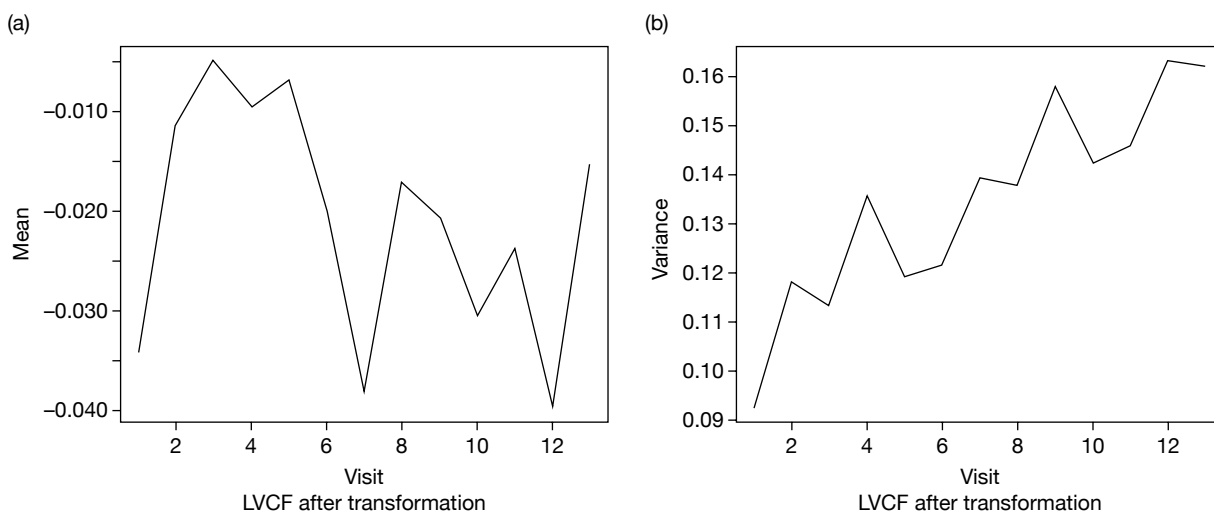 (a)
−0.010
−0.020
−0.030
−0.040
Mean
2 4 6 8 10 12
Visit
LVCF after transformation
(b)
0.16
0.15
0.14
0.13
0.12
0.11
0.10
0.09
Variance
2 4 6 8 10 12
Visit
LVCF after transformation